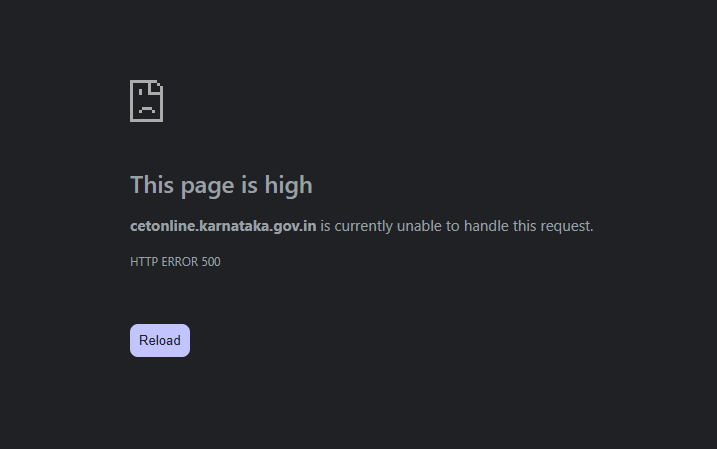 This page is high
cetonline.karnataka.gov.in is currently unable to handle this request.
HTTP ERROR 500
Reload